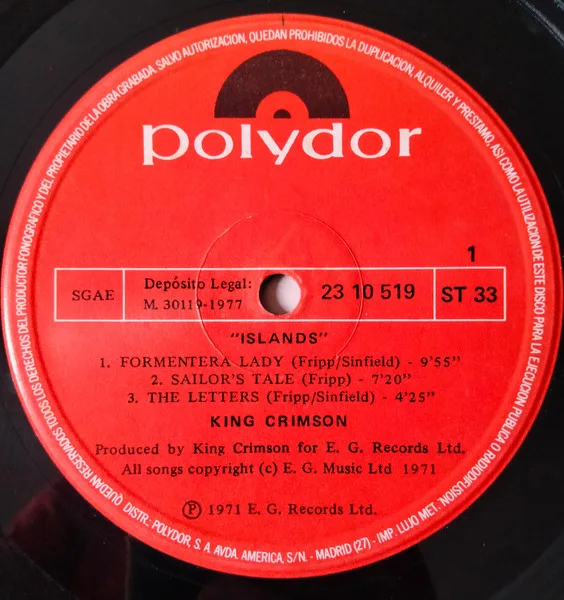 QUEDAN RESERVADOS TODOS LOS DERECHOS DEL PRODUCTOR FONOGRAFICO Y DEL PROPIETARIO DE LA OBRA GRABADA. SALVO AUTORIZACION, QUEDAN PROHIBIDOS LA DUPLICACION, ALQUILER Y PRESTAMO, ASI COMO LA UTILIZACION DE ESTE DISCO PARA LA EJECUCION PUBLICA O RADIODIFUSION.
polydor
1
SGAE
Depósito Legal:
M. 30119-1977
23 10 519
ST 33
"ISLANDS"
1. FORMENTERA LADY (Fripp/Sinfield) - 9'55"
2. SAILOR'S TALE (Fripp) - 7'20"
3. THE LETTERS (Fripp/Sinfield) - 4'25"
KING CRIMSON
Produced by King Crimson for E. G. Records Ltd.
All songs copyright (c) E. G. Music Ltd 1971
Ⓟ 1971 E. G. Records Ltd.
DISTR.: POLYDOR, S. A. AVDA. AMERICA, S/N. - MADRID (27) - IMP. LUJO MET.